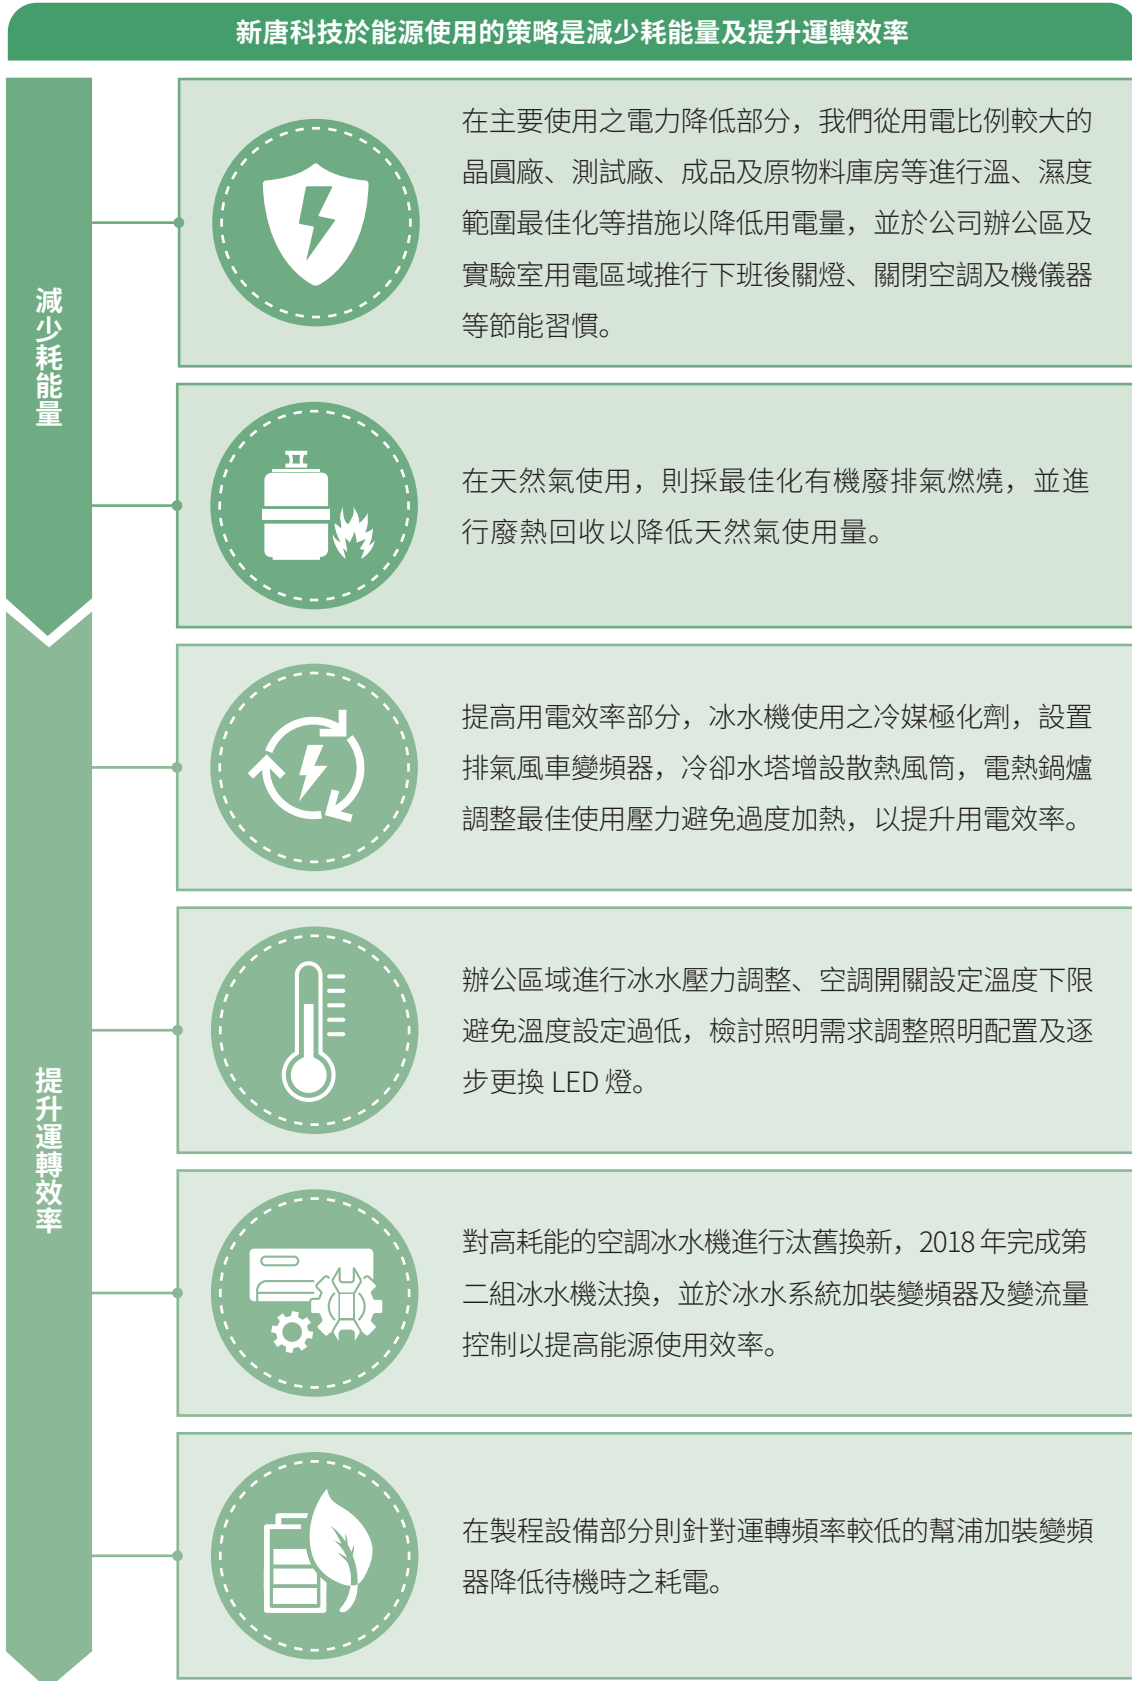 新唐科技於能源使用的策略是減少耗能量及提升運轉效率
減少耗能量
在主要使用之電力降低部分，我們從用電比例較大的
晶圓廠、測試廠、成品及原物料庫房等進行溫、濕度
範圍最佳化等措施以降低用電量，並於公司辦公區及
實驗室用電區域推行下班後關燈、關閉空調及機儀器
等節能習慣。
在天然氣使用，則採最佳化有機廢排氣燃燒，並進
行廢熱回收以降低天然氣使用量。
提升運轉效率
提高用電效率部分，冰水機使用之冷媒極化劑，設置
排氣風車變頻器，冷卻水塔增設散熱風筒，電熱鍋爐
調整最佳使用壓力避免過度加熱，以提升用電效率。
辦公區域進行冰水壓力調整、空調開關設定溫度下限
避免溫度設定過低，檢討照明需求調整照明配置及逐
步更換 LED 燈。
對高耗能的空調冰水機進行汰舊換新，2018 年完成第
二組冰水機汰換，並於冰水系統加裝變頻器及變流量
控制以提高能源使用效率。
在製程設備部分則針對運轉頻率較低的幫浦加裝變頻
器降低待機時之耗電。